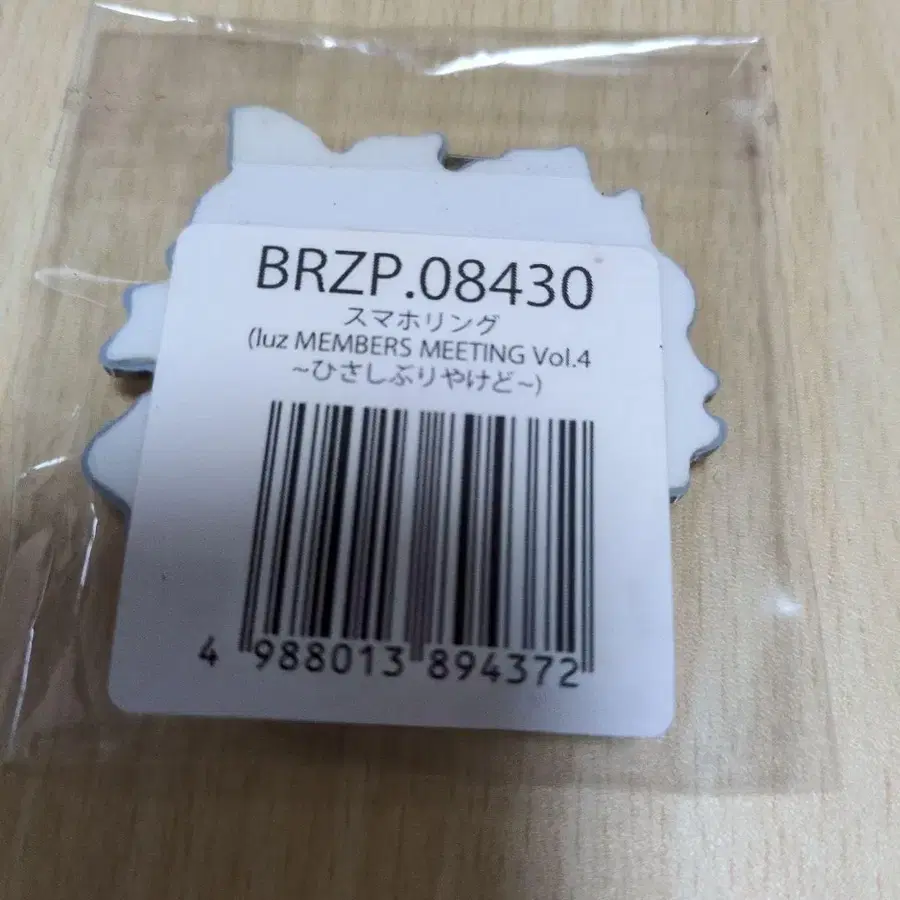 BRZP.08430
スマホリング
(luz MEMBERS MEETING Vol.4
~ひさしぶりやけど~)
4 988013 894372